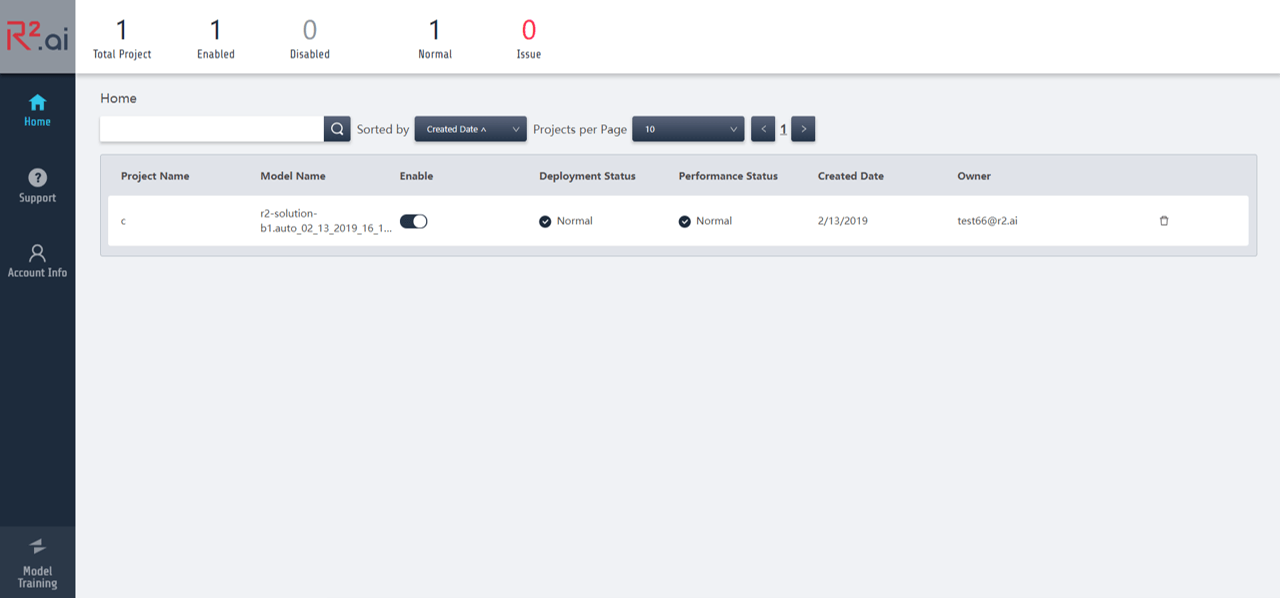 R2.ai
1 1 0 1 0
Total Project Enabled Disabled Normal Issue
Home
Support
Account Info
Model
Training
Home
Sorted by Created Date Projects per Page 10 < 1 >
Project Name Model Name Enable Deployment Status Performance Status Created Date Owner
c r2-solution-
b1.auto_02_13_2019_16_1... Normal Normal 2/13/2019 test66@r2.ai